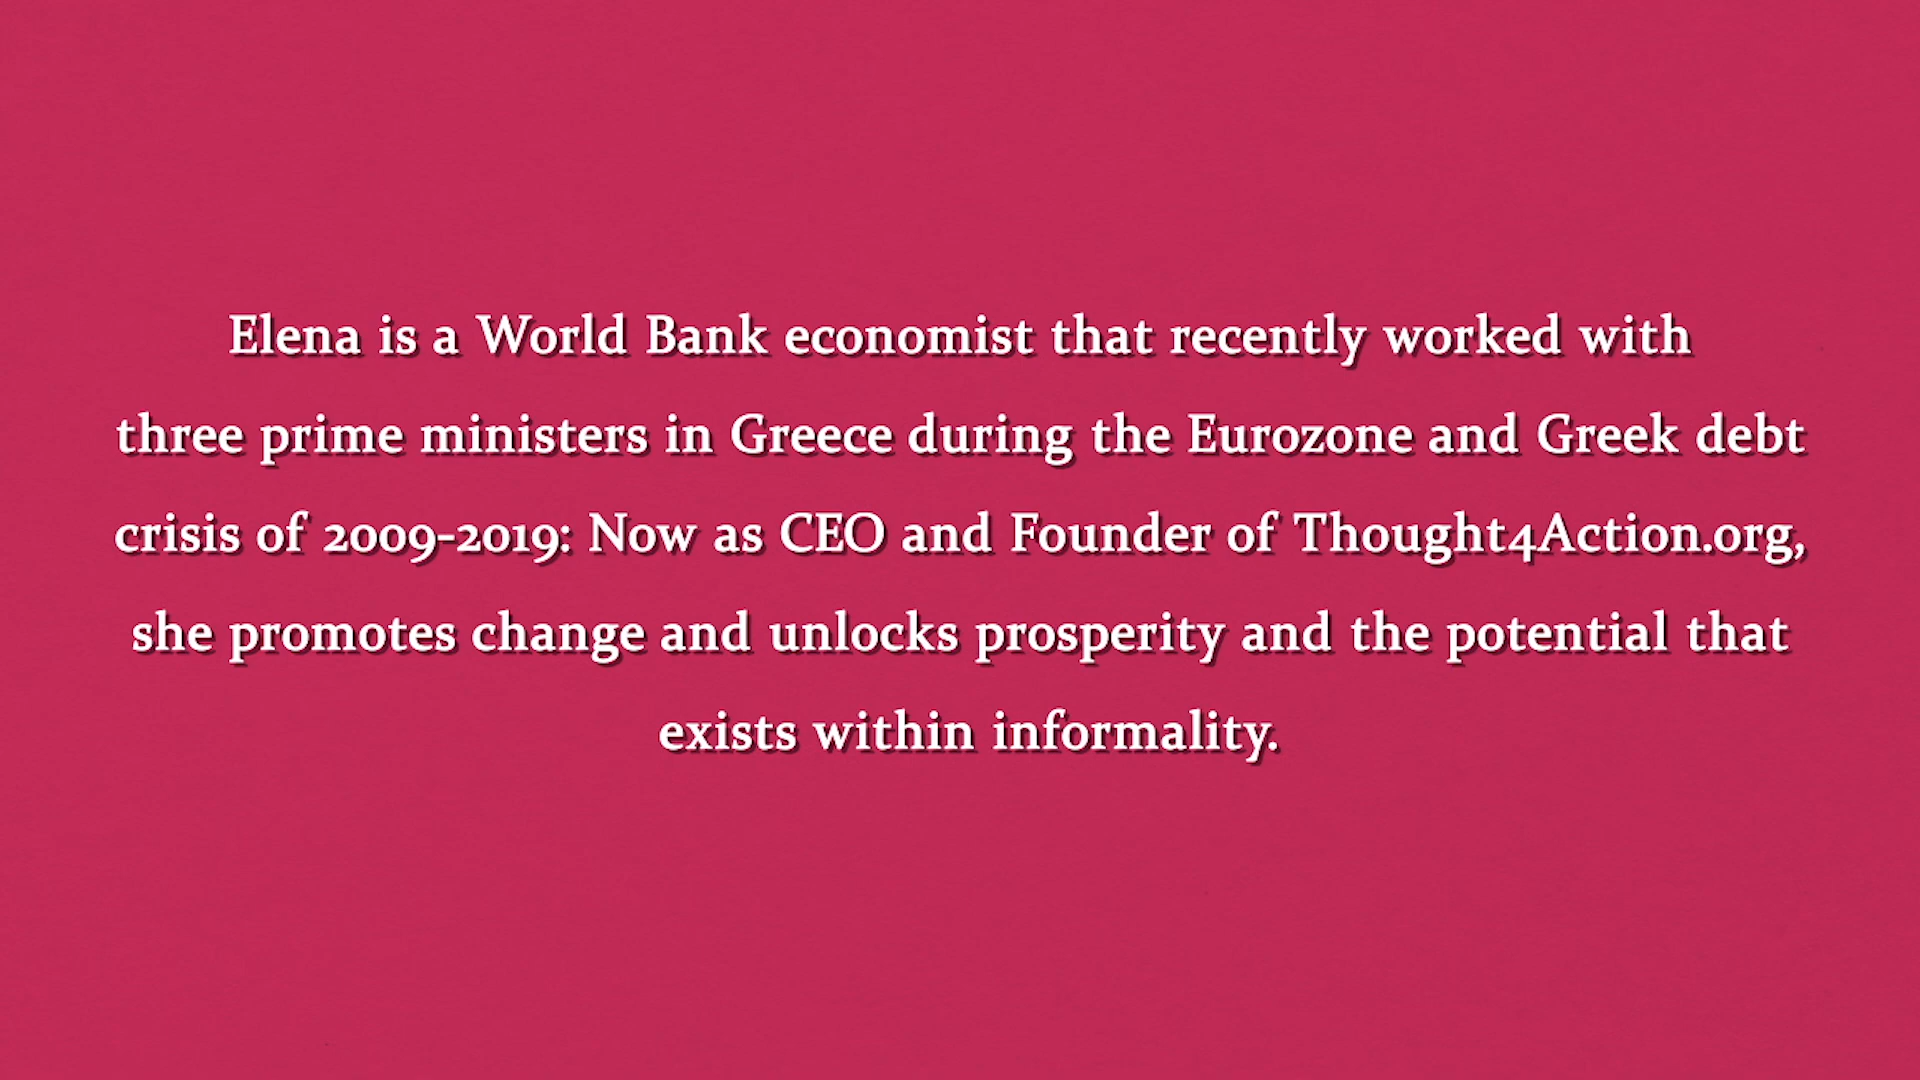 Elena is a World Bank economist that recently worked with
three prime ministers in Greece during the Eurozone and Greek debt
crisis of 2009-2019: Now as CEO and Founder of Thought4Action.org,
she promotes change and unlocks prosperity and the potential that
exists within informality.